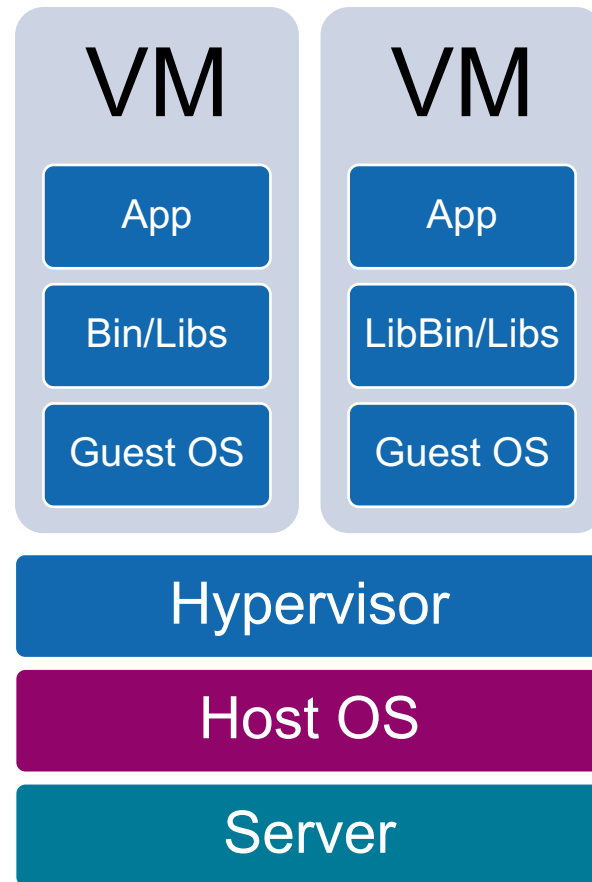 VM
App
Bin/Libs
Guest OS
VM
App
LibBin/Libs
Guest OS
Hypervisor
Host OS
Server